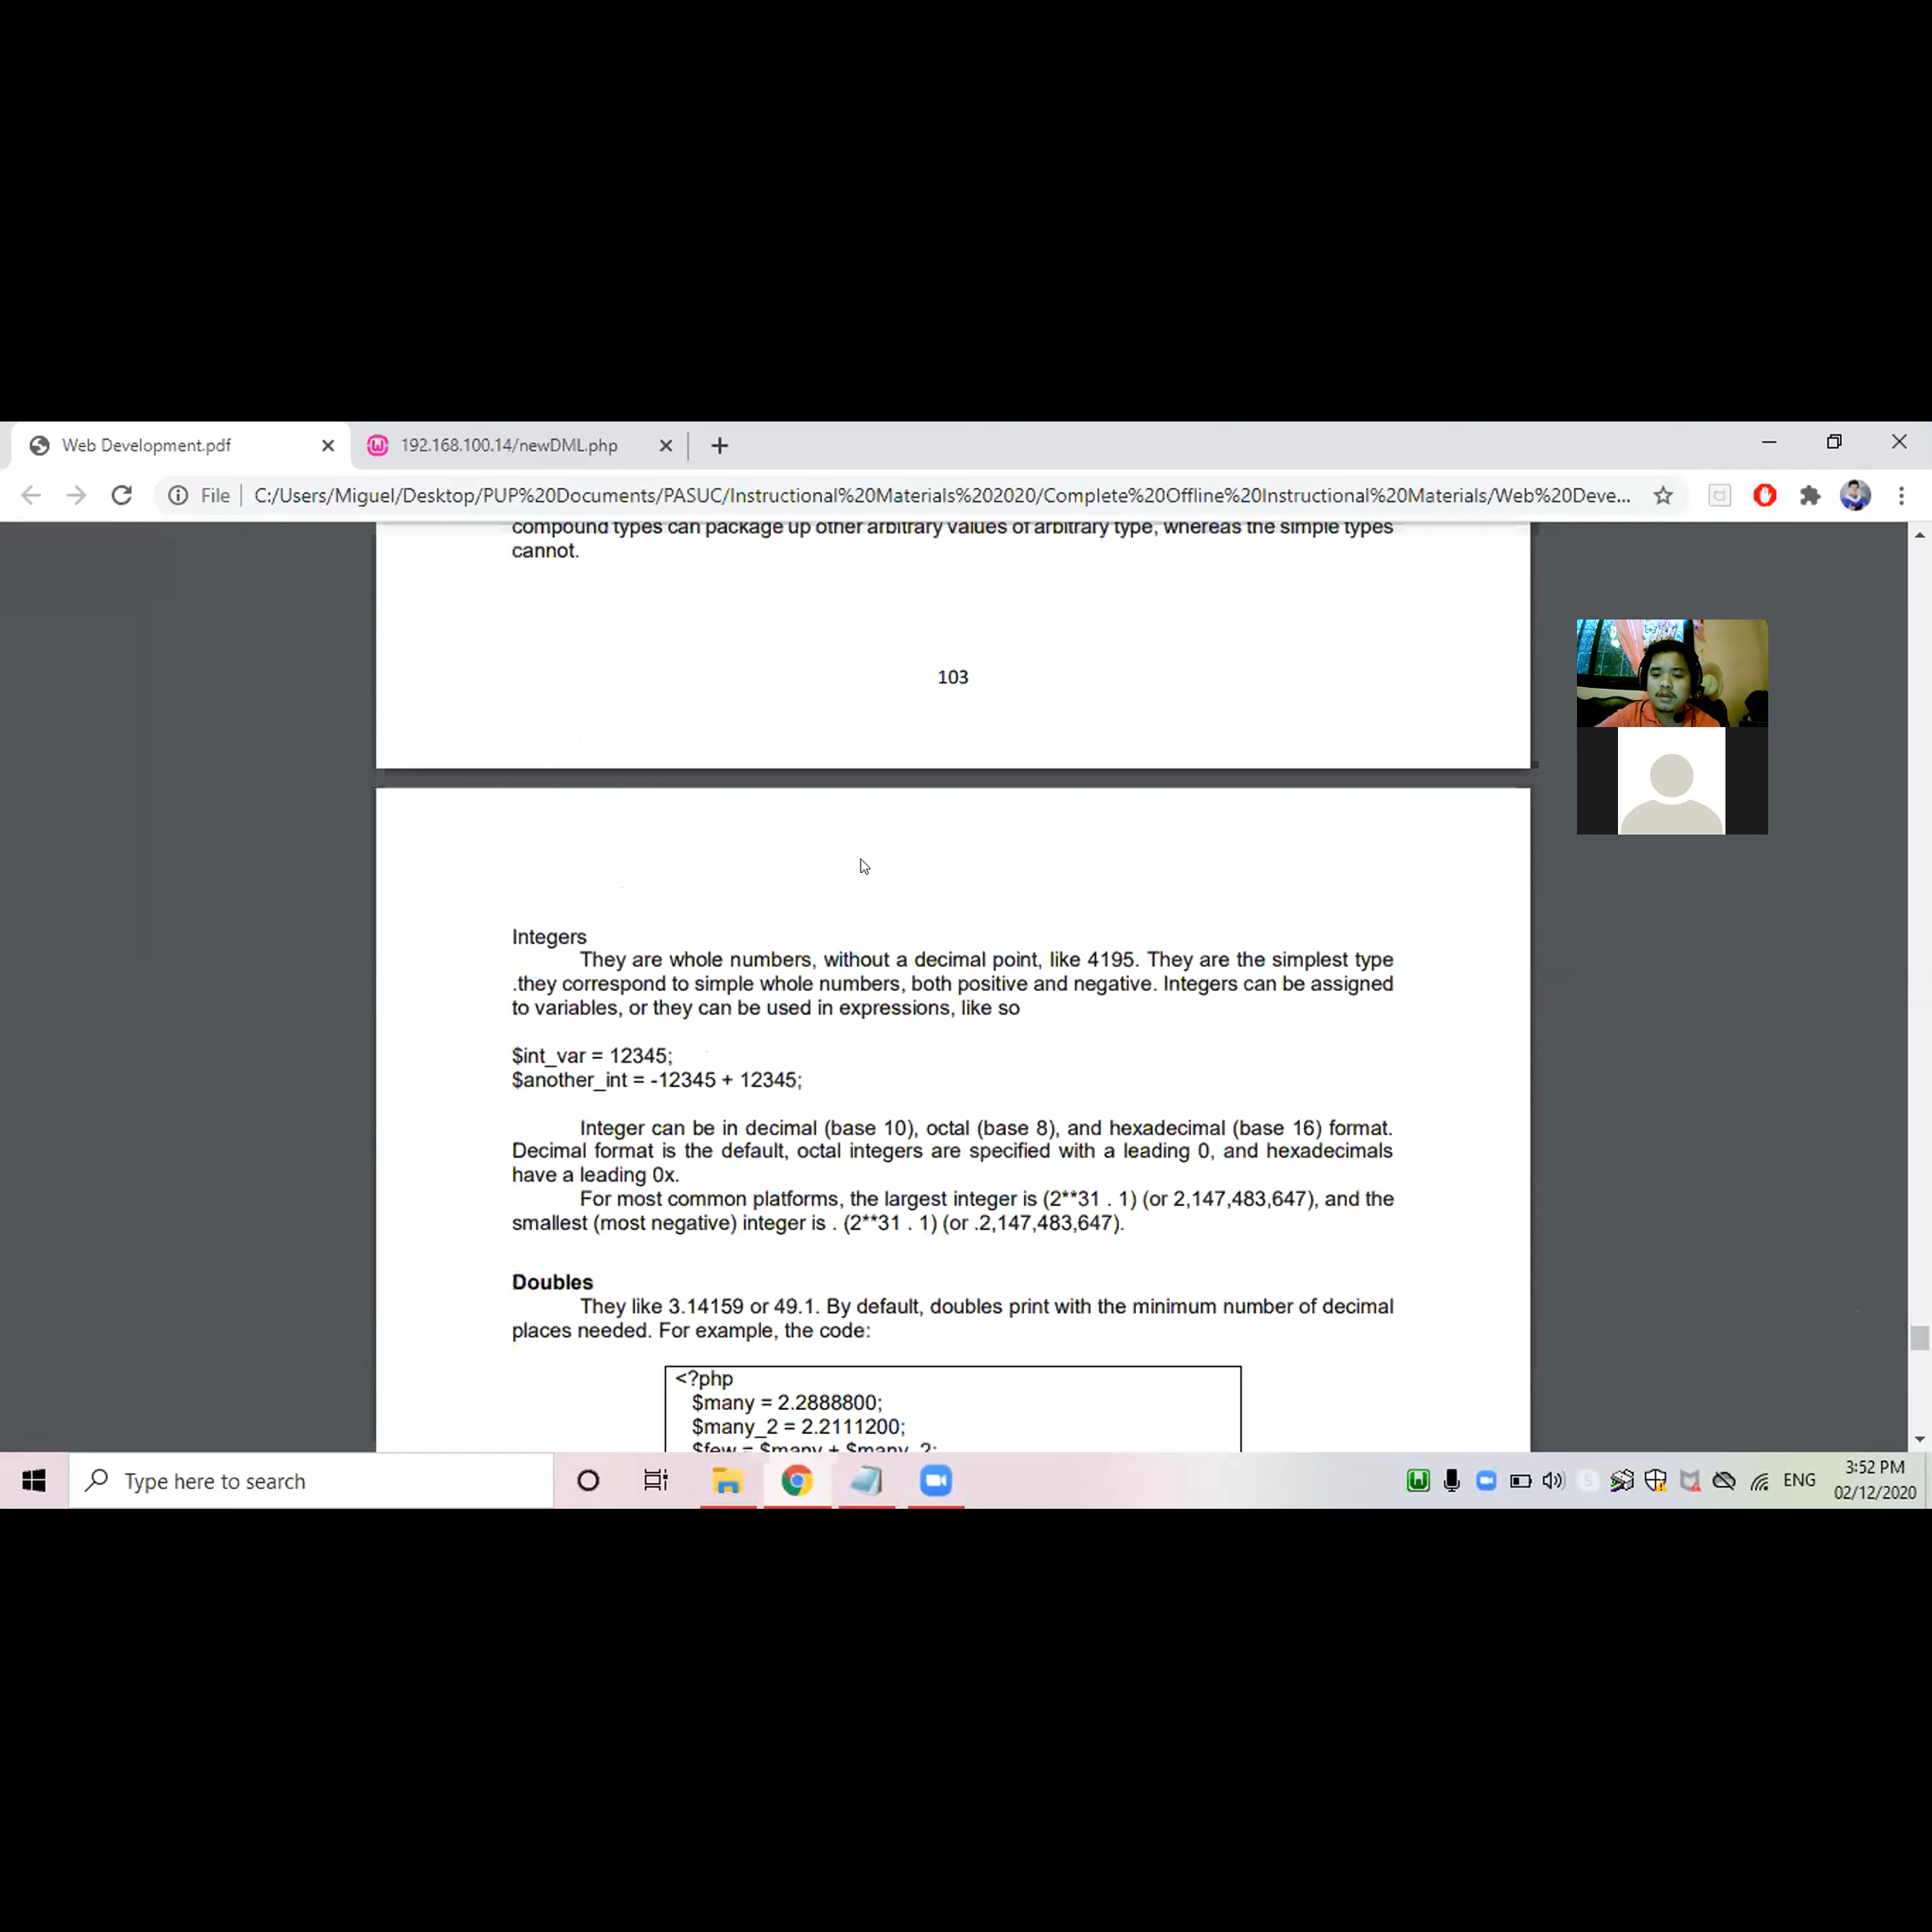 Web Development.pdf
192.168.100.14/newDML.php
File
C:/Users/Miguel/Desktop/PUP%20Documents/PASUC/Instructional%20Materials%202020/Complete%20Offline%20Instructional%20Materials/Web%20Deve...
compound types can package up other arbitrary values of arbitrary type, whereas the simple types
cannot.
103
Integers
They are whole numbers, without a decimal point, like 4195. They are the simplest type
.they correspond to simple whole numbers, both positive and negative. Integers can be assigned
to variables, or they can be used in expressions, like so
$int_var = 12345;
$another_int = -12345 + 12345;
Integer can be in decimal (base 10), octal (base 8), and hexadecimal (base 16) format.
Decimal format is the default, octal integers are specified with a leading 0, and hexadecimals
have a leading 0x.
For most common platforms, the largest integer is (2**31 . 1) (or 2,147,483,647), and the
smallest (most negative) integer is . (2**31 . 1) (or .2,147,483,647).
Doubles
They like 3.14159 or 49.1. By default, doubles print with the minimum number of decimal
places needed. For example, the code:
<?php
$many = 2.2888800;
$many_2 = 2.2111200;
$few = $many + $many_2;
Type here to search
ENG
3:52 PM
02/12/2020